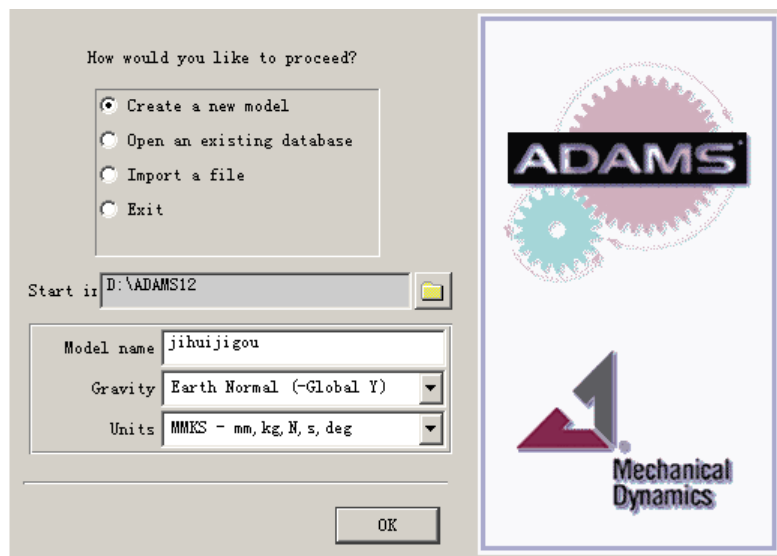 How would you like to proceed?
Create a new model
Open an existing database
Import a file
Exit
Start in D:\ADAMS12
Model name jihuijigou
Gravity Earth Normal (-Global Y)
Units MMKS - mm,kg,N,s,deg
OK
ADAMS
Mechanical
Dynamics